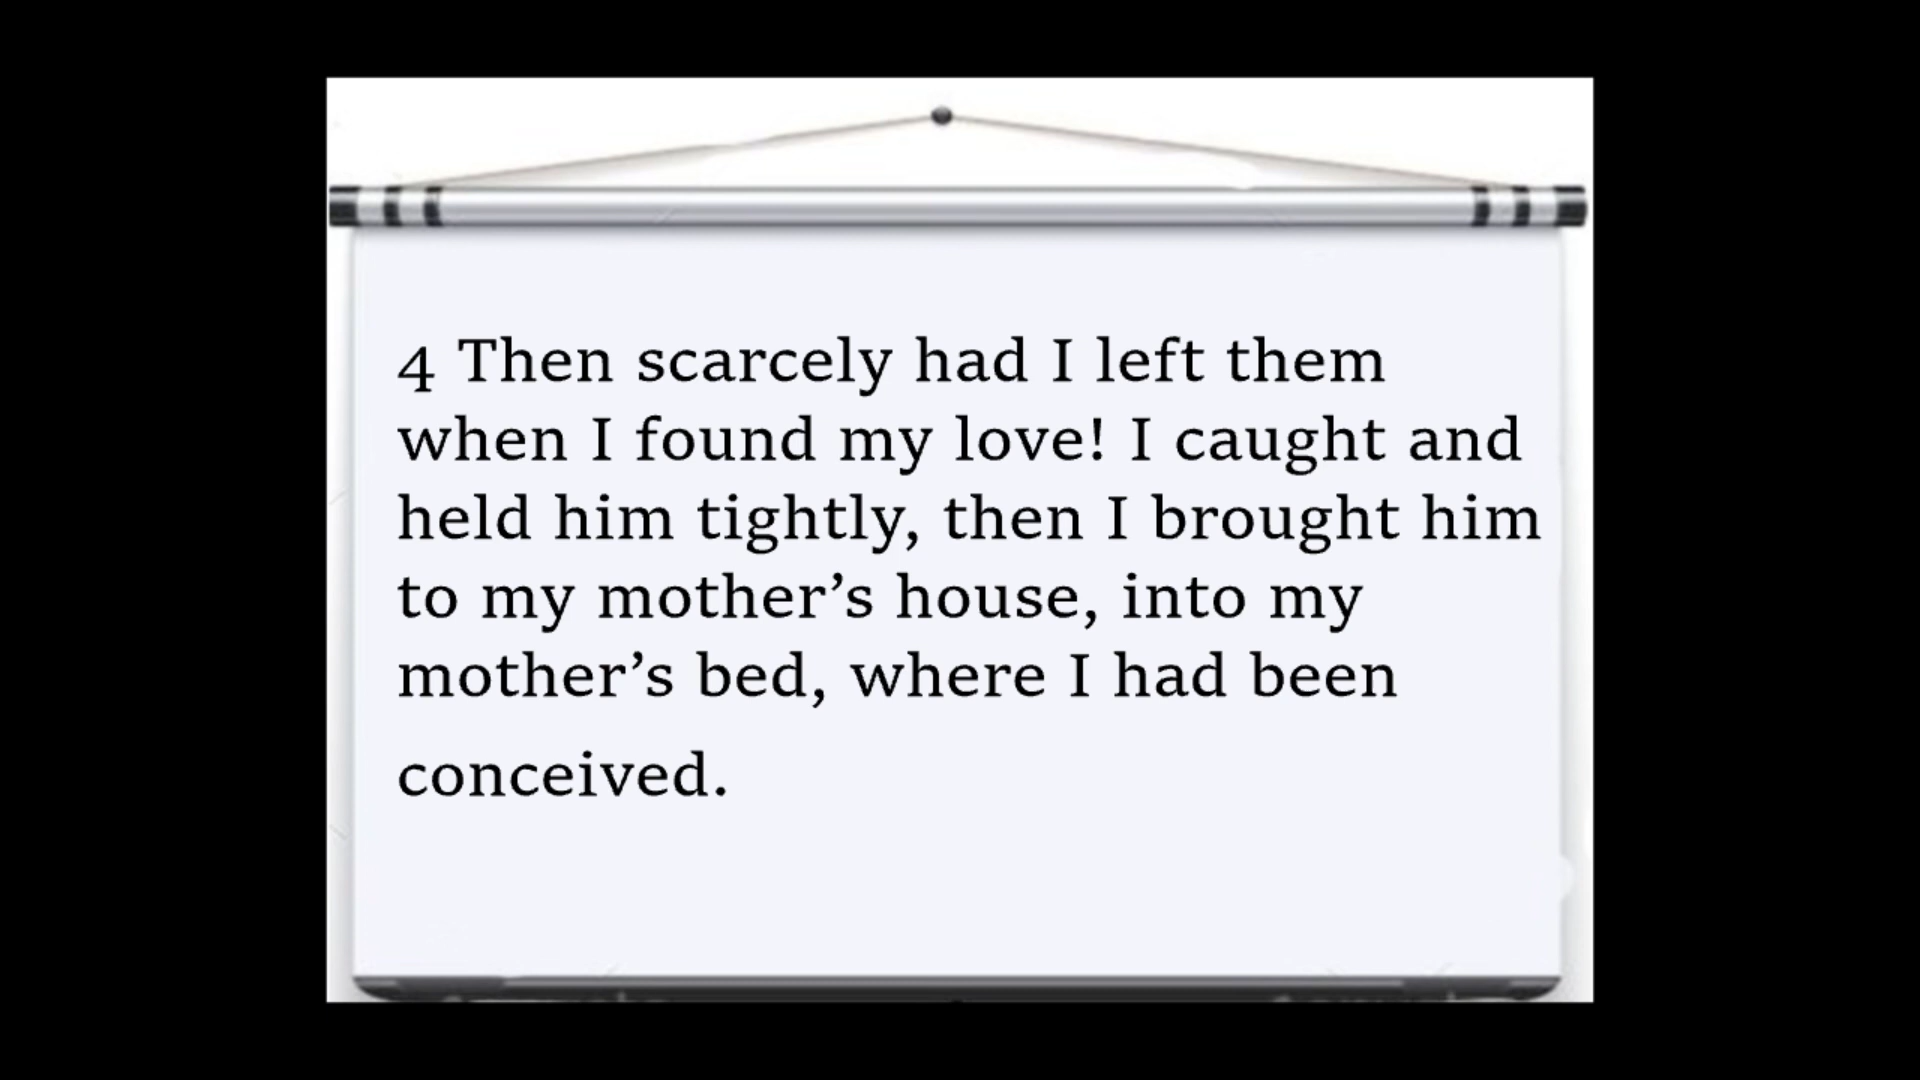 4 Then scarcely had I left them
when I found my love! I caught and
held him tightly, then I brought him
to my mother’s house, into my
mother’s bed, where I had been
conceived.